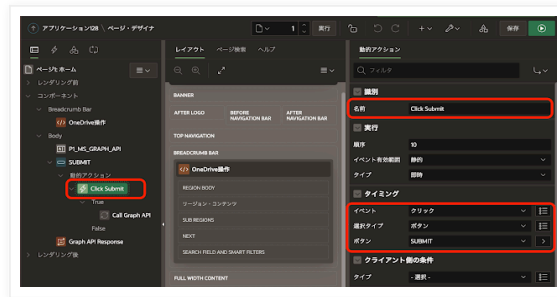 アプリケーション128 \ ページ・デザイナ
1
実行
保存
ページ1: ホーム
レンダリング前
コンポーネント
Breadcrumb Bar
OneDrive操作
Body
P1_MS_GRAPH_API
SUBMIT
動的アクション
Click Submit
True
Call Graph API
False
Graph API Response
レンダリング後
レイアウト
ページ検索
ヘルプ
BANNER
AFTER LOGO
BEFORE NAVIGATION BAR
AFTER NAVIGATION BAR
TOP NAVIGATION
BREADCRUMB BAR
OneDrive操作
REGION BODY
リージョン・コンテンツ
SUB REGIONS
NEXT
SEARCH FIELD AND SMART FILTERS
FULL WIDTH CONTENT
動的アクション
フィルタ
識別
名前 Click Submit
実行
順序 10
イベント有効範囲 静的
タイプ 即時
タイミング
イベント クリック
選択タイプ ボタン
ボタン SUBMIT
クライアント側の条件
タイプ - 選択 -